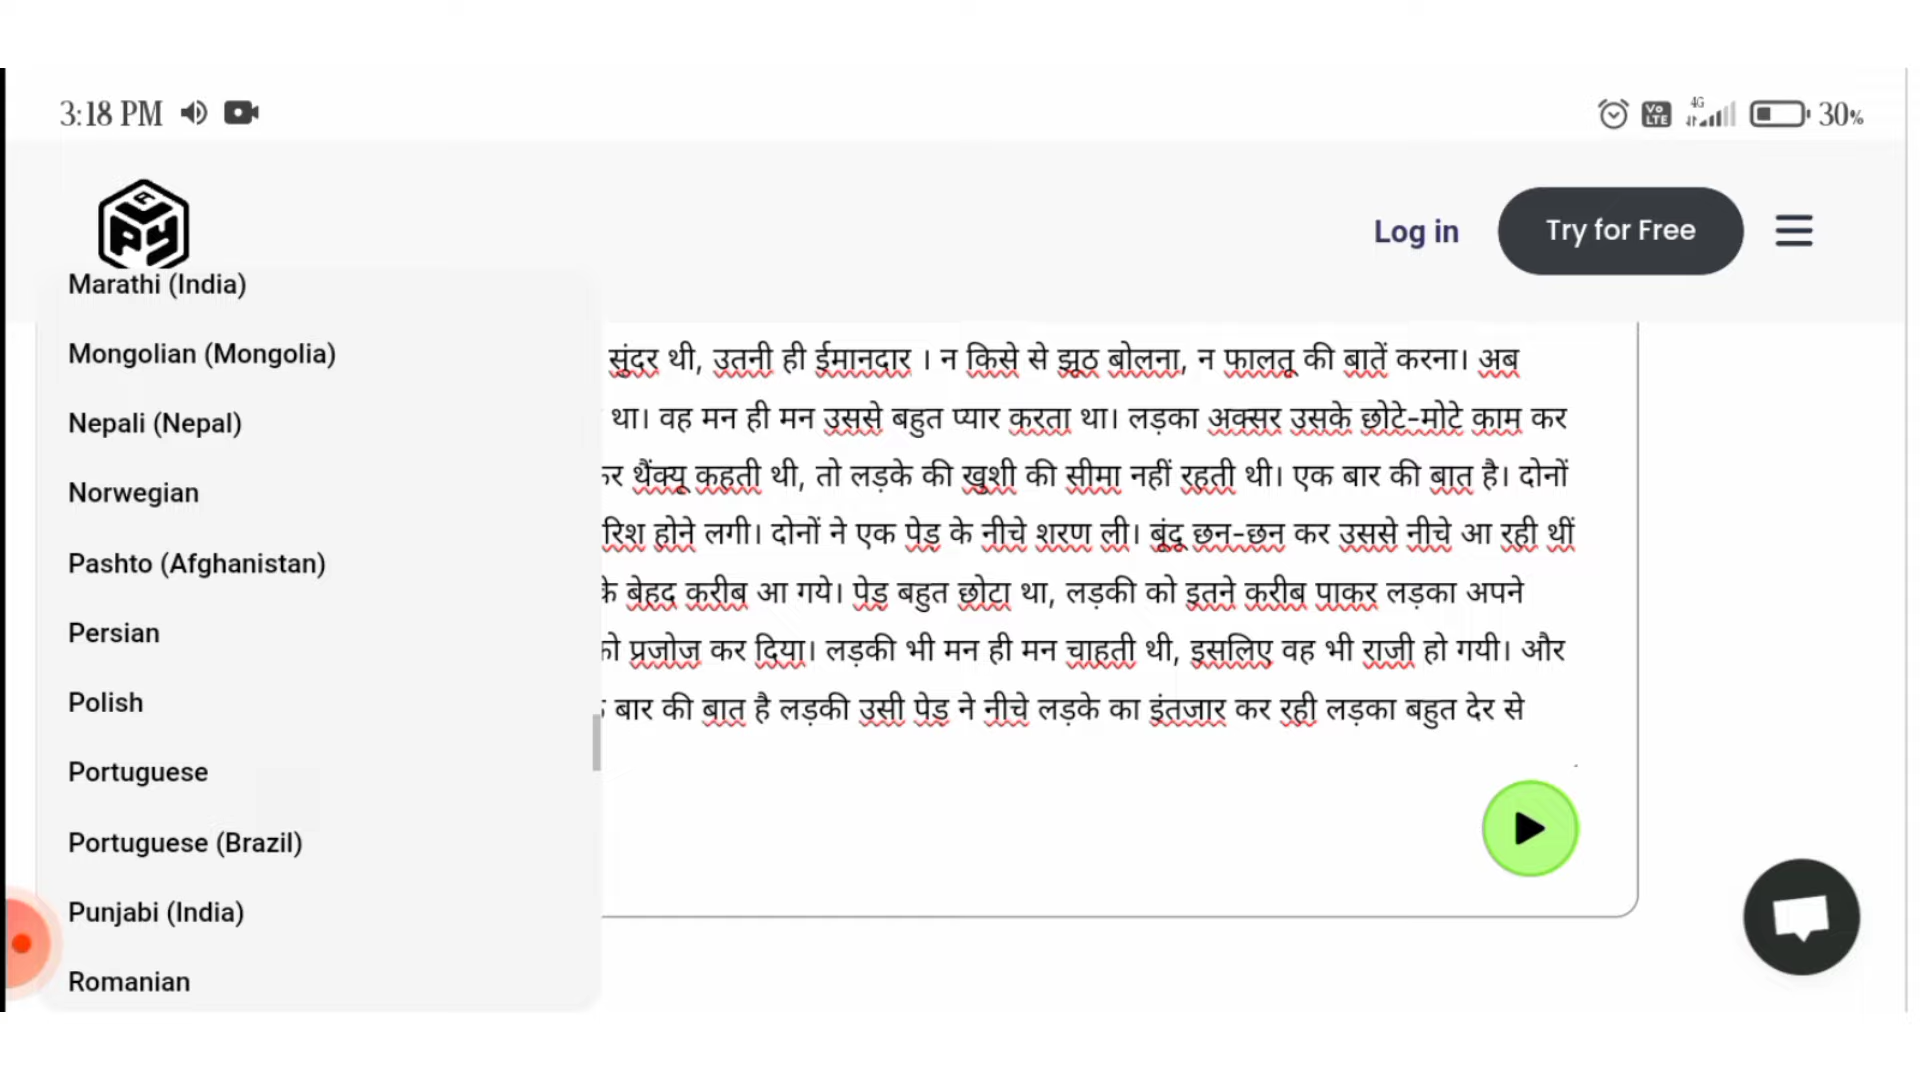 3:18 PM
VoLTE 4G 30%
Log in
Try for Free
Marathi (India)
Mongolian (Mongolia)
Nepali (Nepal)
Norwegian
Pashto (Afghanistan)
Persian
Polish
Portuguese
Portuguese (Brazil)
Punjabi (India)
Romanian
सुंदर थी, उतनी ही ईमानदार । न किसे से झूठ बोलना, न फालतू की बातें करना। अब
था। वह मन ही मन उससे बहुत प्यार करता था। लड़का अक्सर उसके छोटे-मोटे काम कर
थैंक्यू कहती थी, तो लड़के की खुशी की सीमा नहीं रहती थी। एक बार की बात है। दोनों
होने लगी। दोनों ने एक पेड़ के नीचे शरण ली। बूंदू छन-छन कर उससे नीचे आ रही थीं
बेहद करीब आ गये। पेड़ बहुत छोटा था, लड़की को इतने करीब पाकर लड़का अपने
प्रजोज कर दिया। लड़की भी मन ही मन चाहती थी, इसलिए वह भी राजी हो गयी। और
बार की बात है लड़की उसी पेड़ ने नीचे लड़के का इंतजार कर रही लड़का बहुत देर से